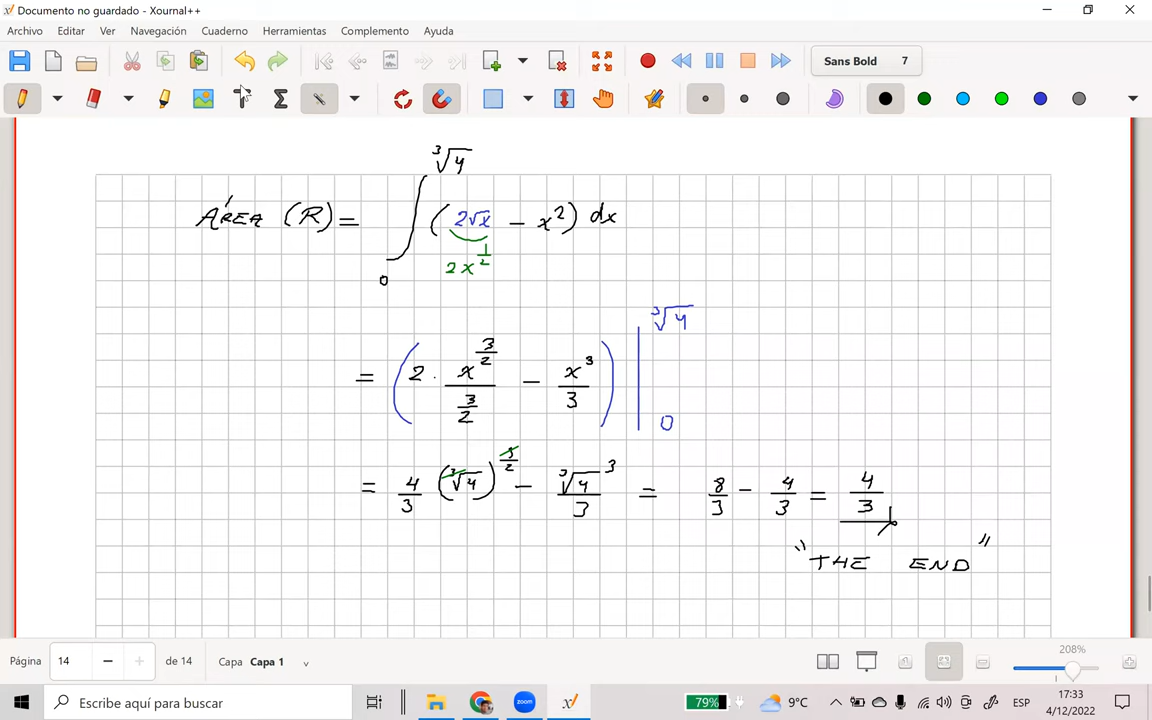 Documento no guardado - Xournal++
Archivo Editar Ver Navegación Cuaderno Herramientas Complemento Ayuda
Sans Bold 7
ÁREA (R) = ∫₀^∛4 (2√x - x²) dx
2x^(1/2)
= (2 · x^(3/2)/(3/2) - x³/3) |₀^∛4
= 4/3 (∛4)^(3/2) - ∛4³/3 = 8/3 - 4/3 = 4/3
"THE END"
Página 14 de 14 Capa Capa 1 208%
Escribe aquí para buscar 79% 9°C ESP 17:33 4/12/2022